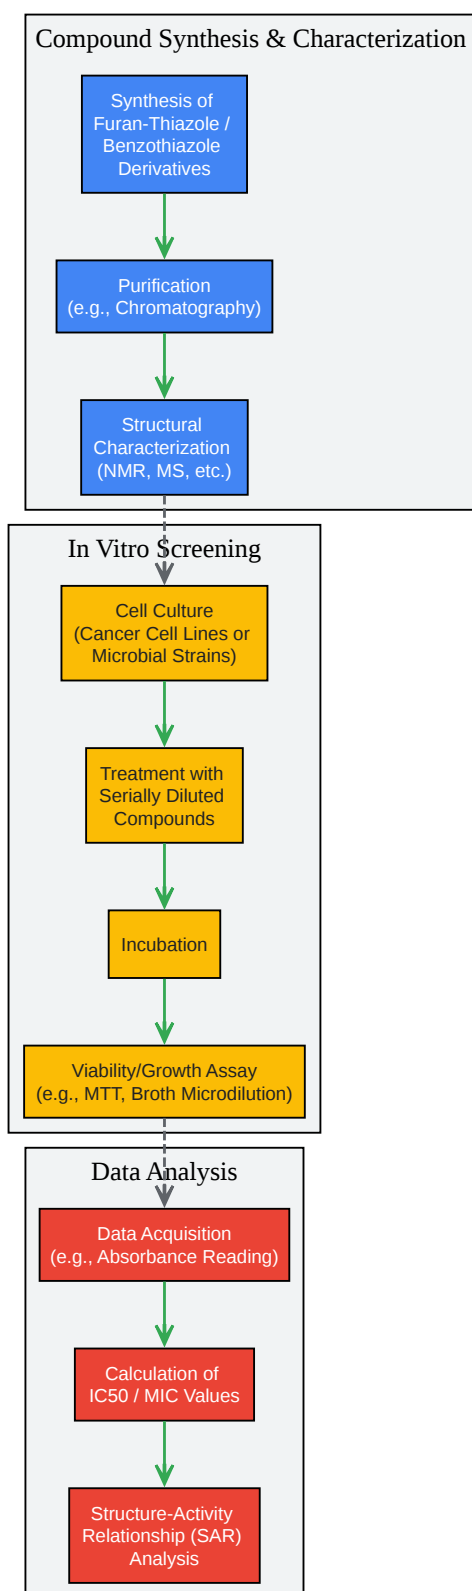 Compound Synthesis & Characterization
Synthesis of
Furan-Thiazole /
Benzothiazole
Derivatives
Purification
(e.g., Chromatography)
Structural
Characterization
(NMR, MS, etc.)
In Vitro Screening
Cell Culture
(Cancer Cell Lines or
Microbial Strains)
Treatment with
Serially Diluted
Compounds
Incubation
Viability/Growth Assay
(e.g., MTT, Broth Microdilution)
Data Analysis
Data Acquisition
(e.g., Absorbance Reading)
Calculation of
IC50 / MIC Values
Structure-Activity
Relationship (SAR)
Analysis